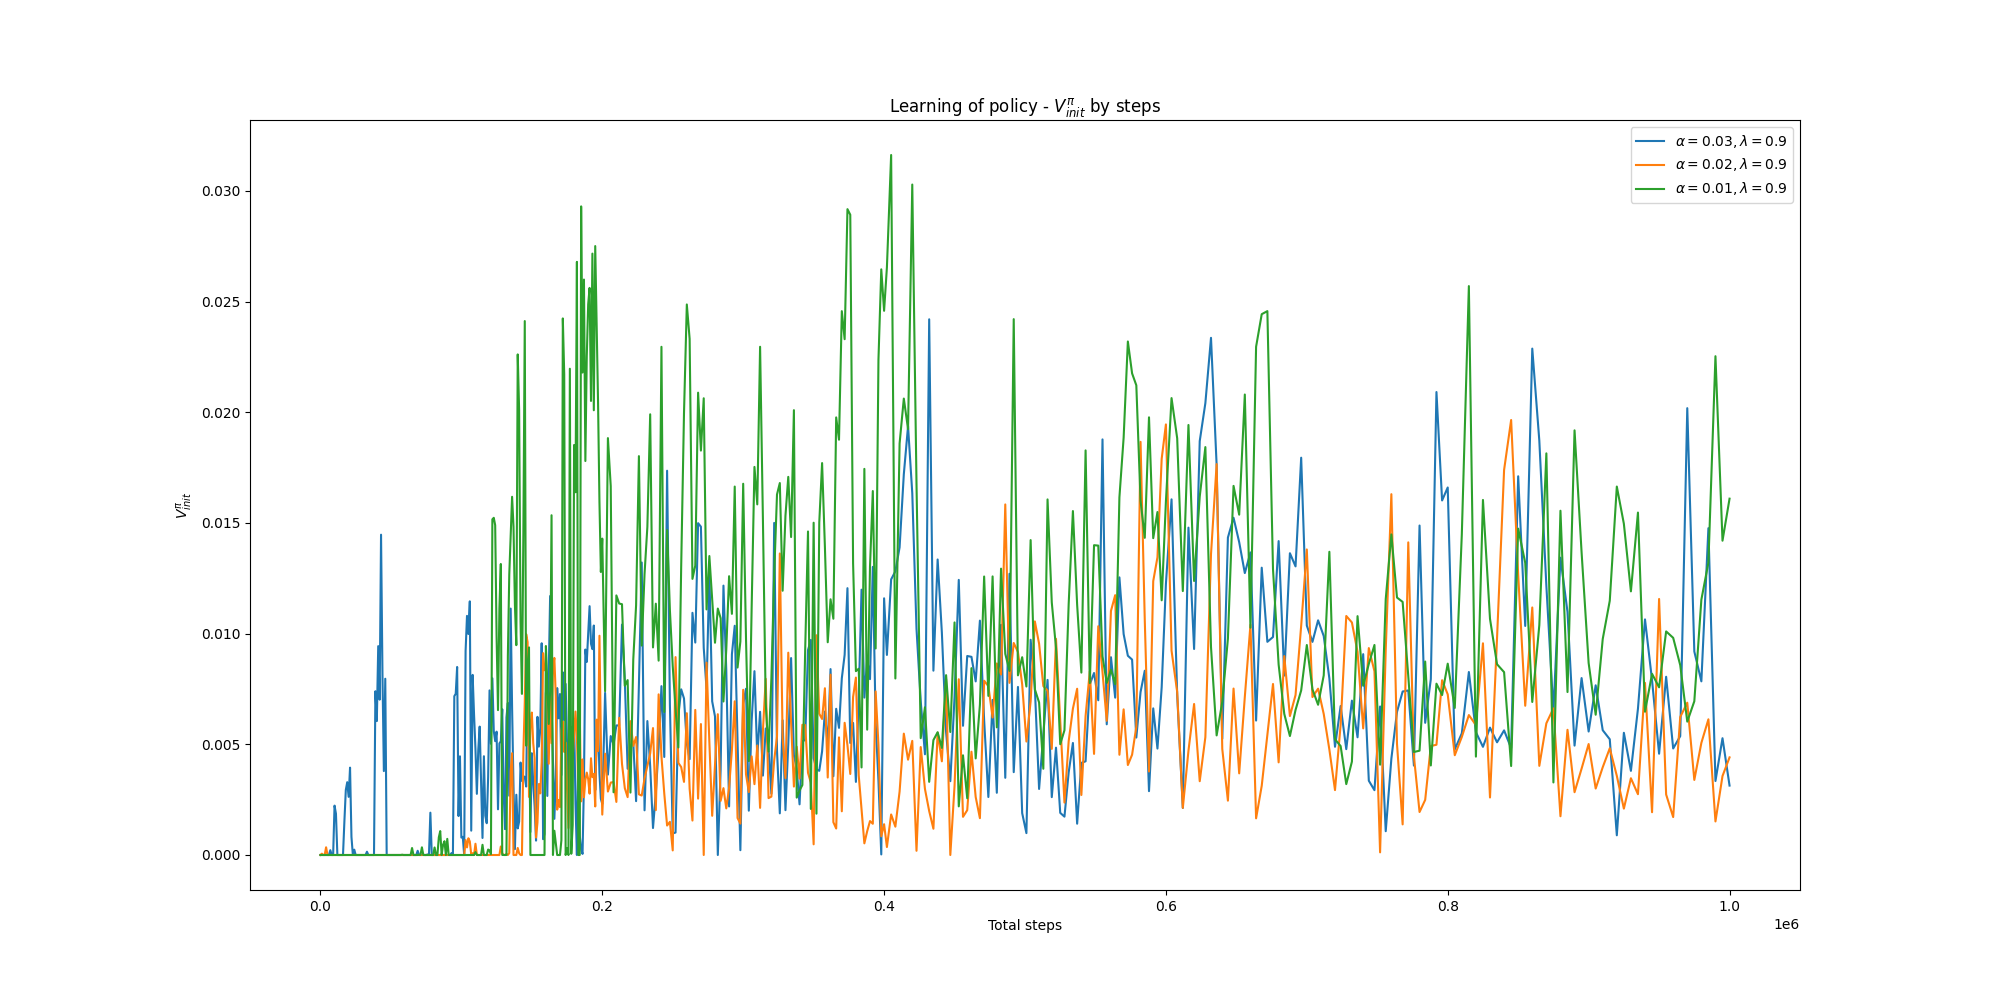 Learning of policy - $V^{\pi}_{init}$ by steps
α = 0.03, λ = 0.9
α = 0.02, λ = 0.9
α = 0.01, λ = 0.9
$V^{\pi}_{init}$
0.030
0.025
0.020
0.015
0.010
0.005
0.000
0.0 0.2 0.4 0.6 0.8 1.0
Total steps
1e6